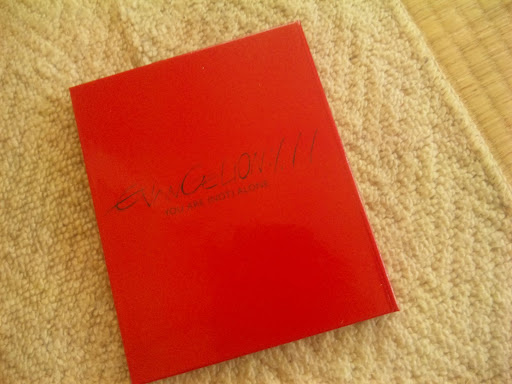 EVANGELION:1.11
YOU ARE (NOT) ALONE.